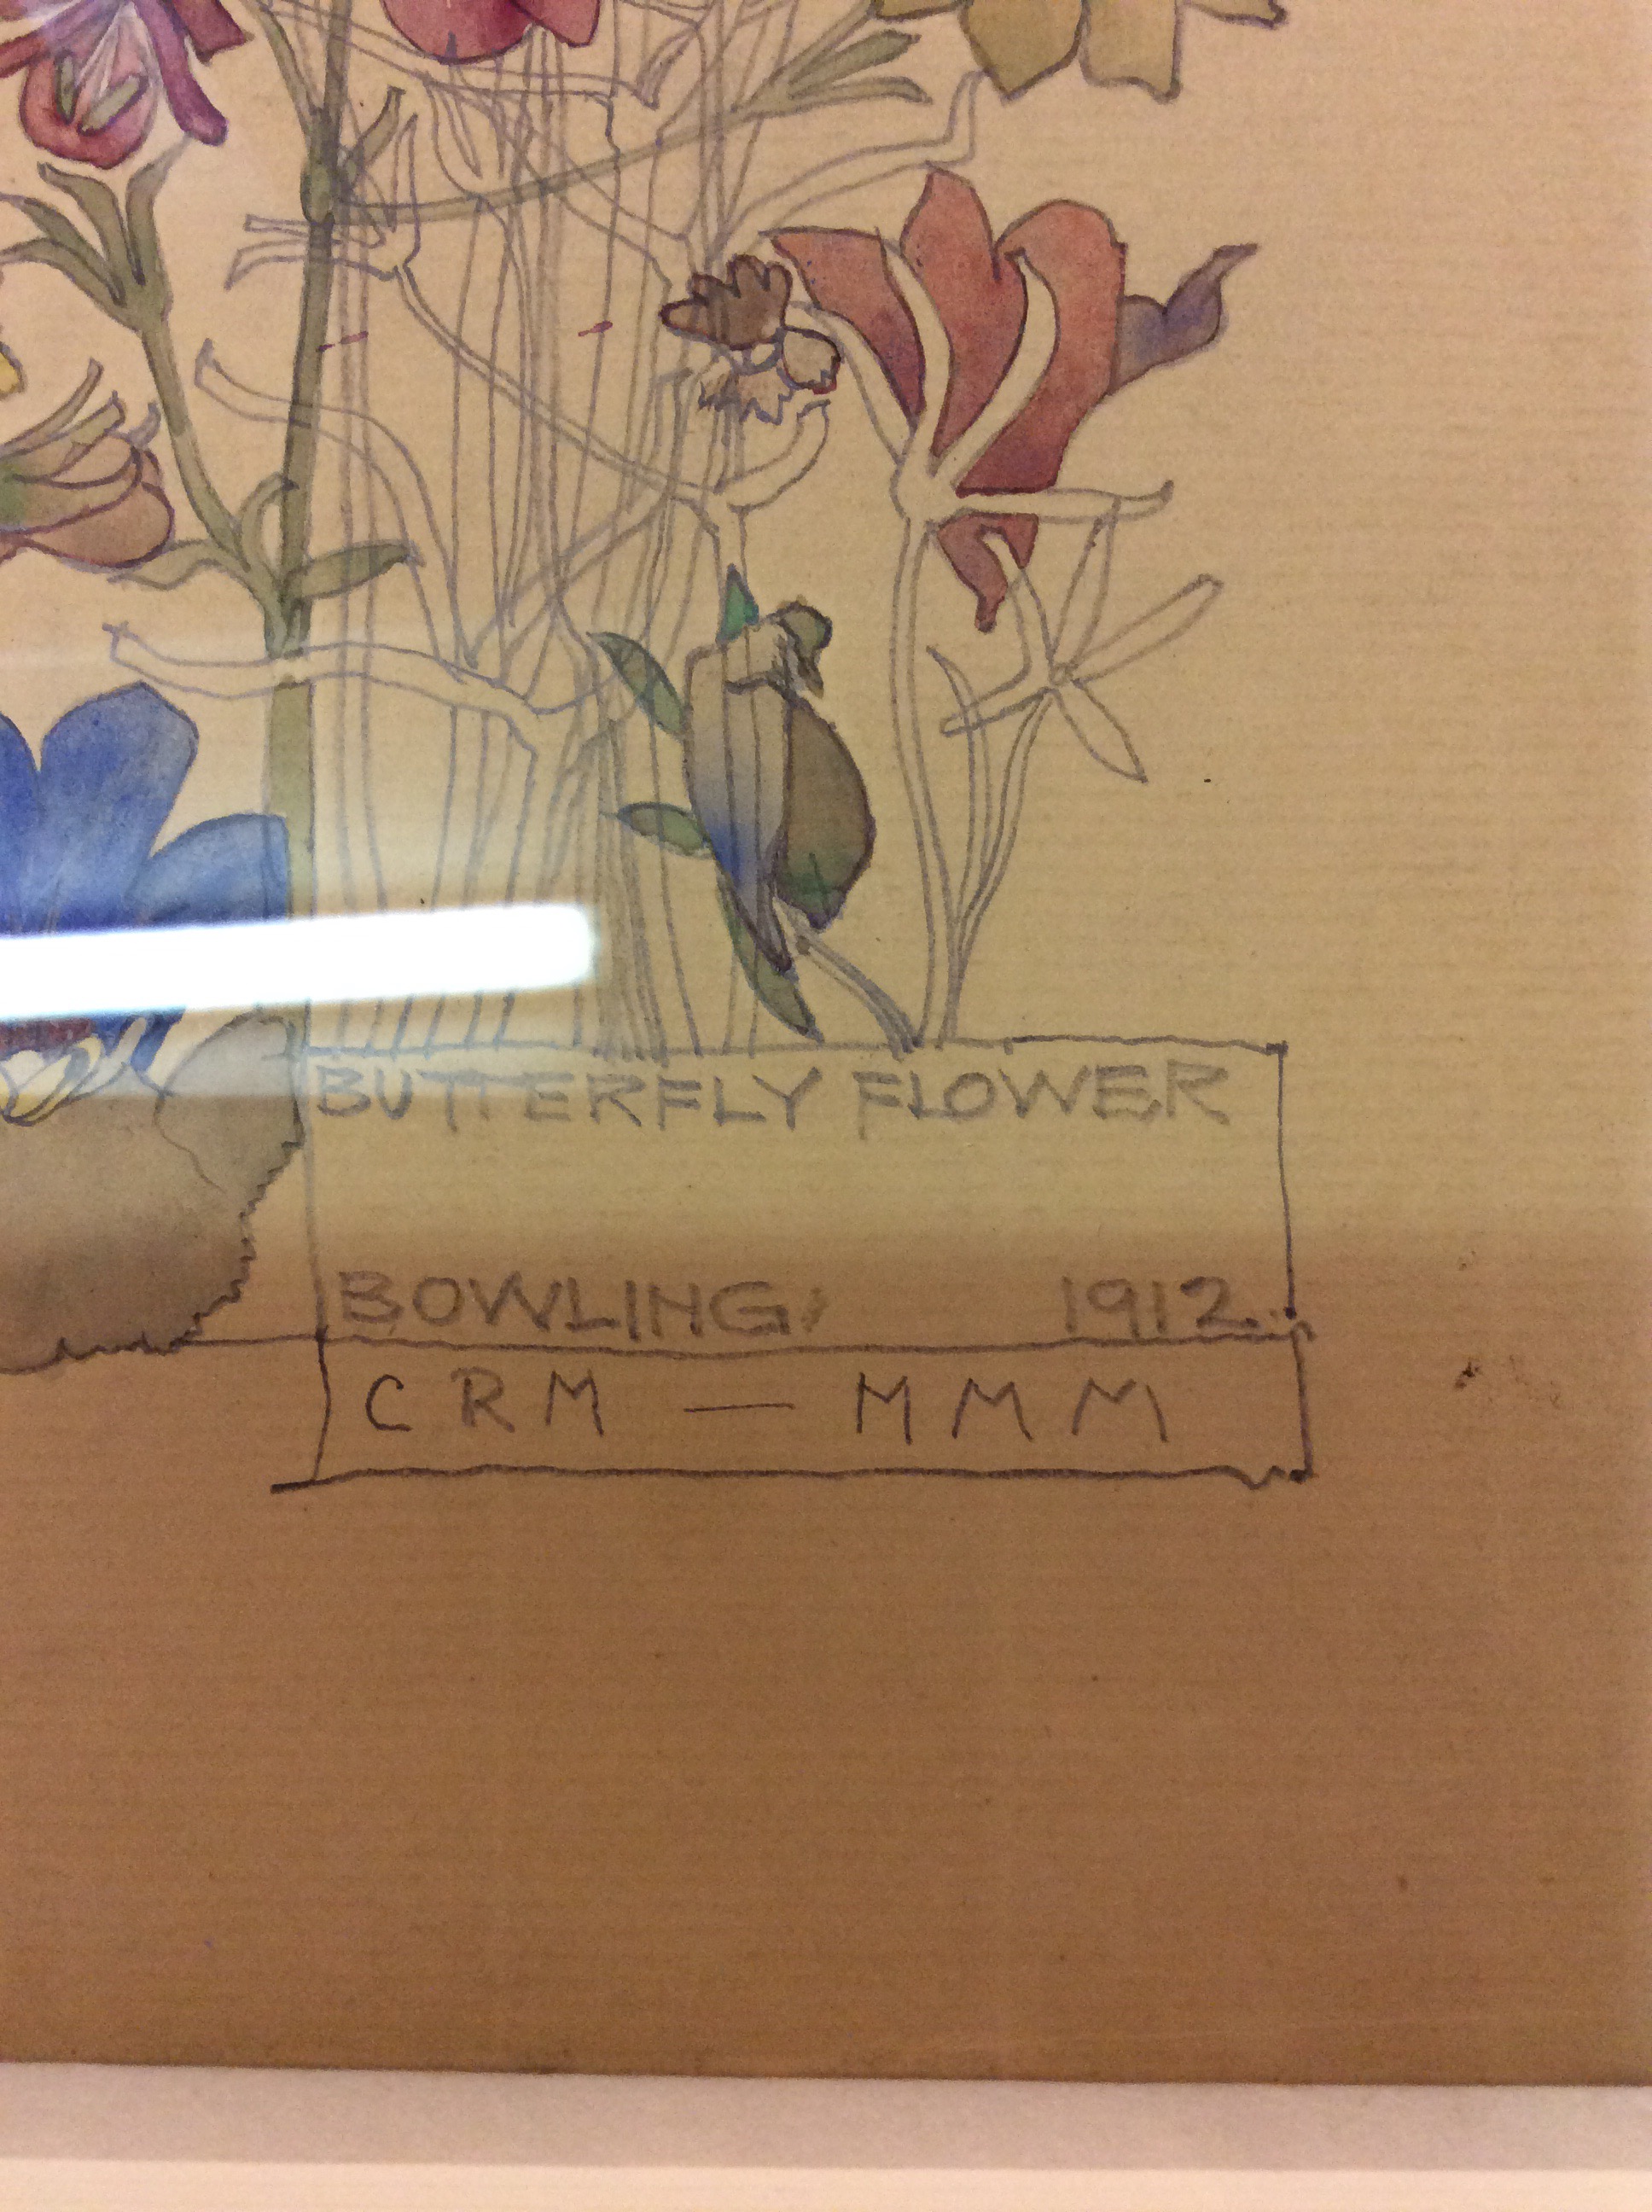 BUTTERFLY FLOWER
BOWLING, 1912.
CRM — MMM